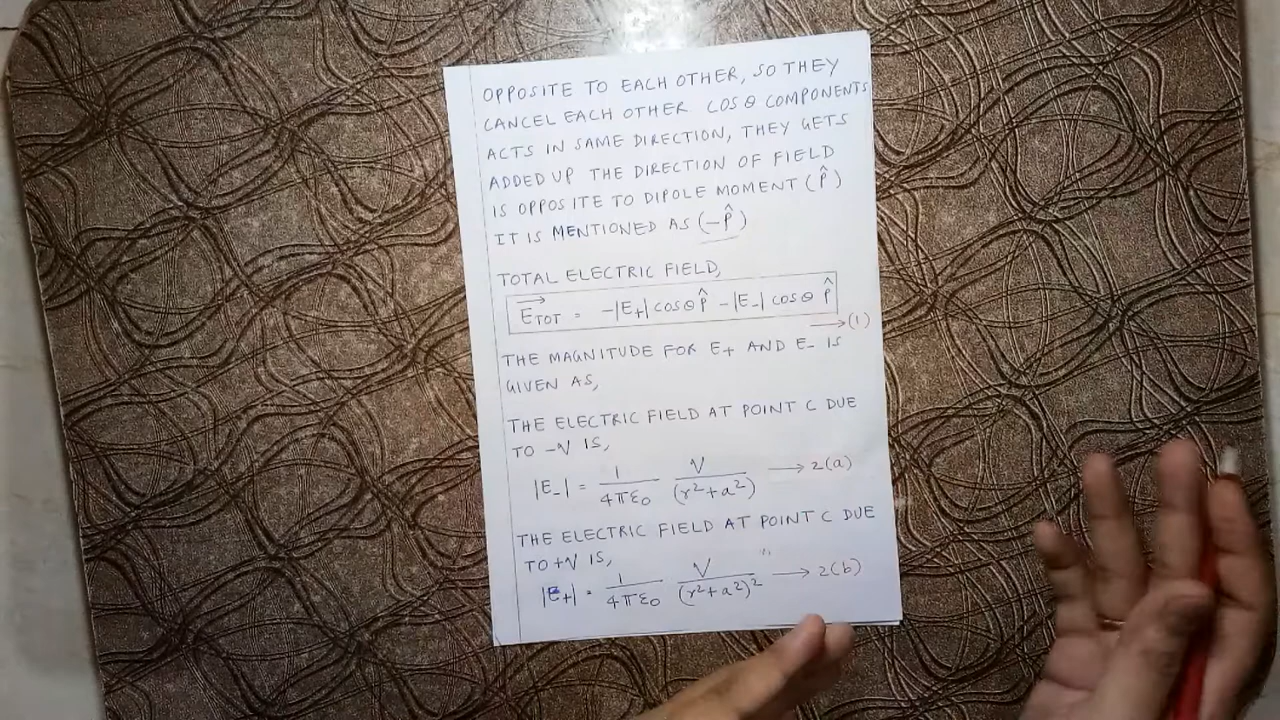 OPPOSITE TO EACH OTHER, SO THEY
CANCEL EACH OTHER. COS θ COMPONENTS
ACTS IN SAME DIRECTION, THEY GETS
ADDED UP THE DIRECTION OF FIELD
IS OPPOSITE TO DIPOLE MOMENT (p̂)
IT IS MENTIONED AS (-p̂)
TOTAL ELECTRIC FIELD,
E⃗TOT = -|E+| cos θ p̂ - |E-| cos θ p̂
→ (1)
THE MAGNITUDE FOR E+ AND E- IS
GIVEN AS,
THE ELECTRIC FIELD AT POINT C DUE
TO -V IS,
|E-| = 1/4πε0 V/(r²+a²) → 2(a)
THE ELECTRIC FIELD AT POINT C DUE
TO +V IS,
|E+| = 1/4πε0 V/(r²+a²)² → 2(b)